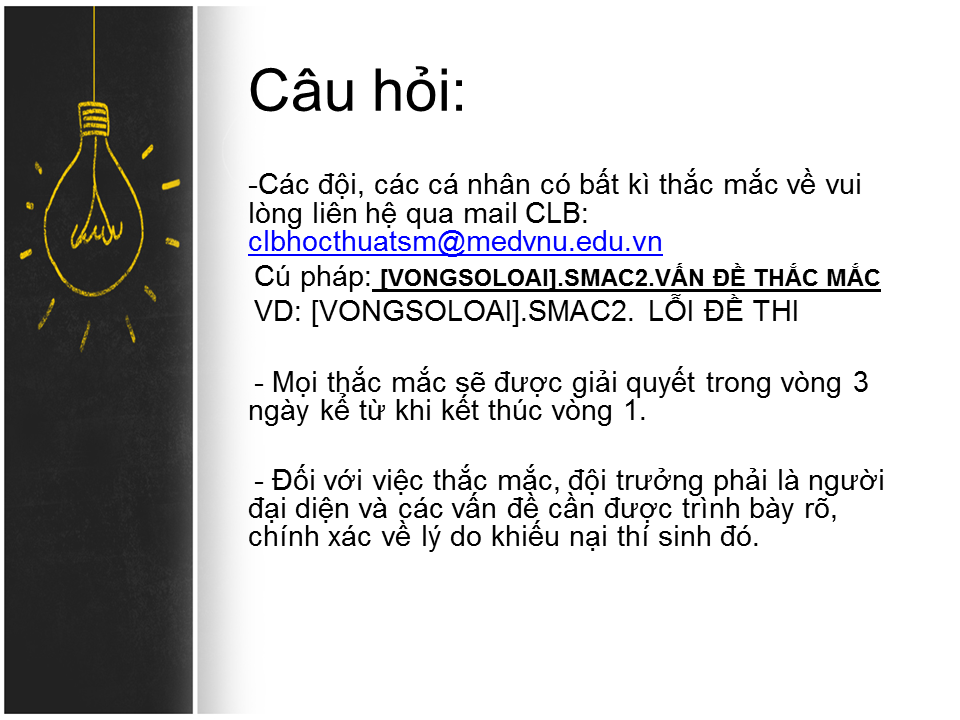 Câu hỏi:
-Các đội, các cá nhân có bất kì thắc mắc về vui
lòng liên hệ qua mail CLB:
clbhocthuatsm@medvnu.edu.vn
Cú pháp: [VONGSOLOAI].SMAC2.VẤN ĐỀ THẮC MẮC
VD: [VONGSOLOAI].SMAC2. LỖI ĐỀ THI
- Mọi thắc mắc sẽ được giải quyết trong vòng 3
ngày kể từ khi kết thúc vòng 1.
- Đối với việc thắc mắc, đội trưởng phải là người
đại diện và các vấn đề cần được trình bày rõ,
chính xác về lý do khiếu nại thí sinh đó.